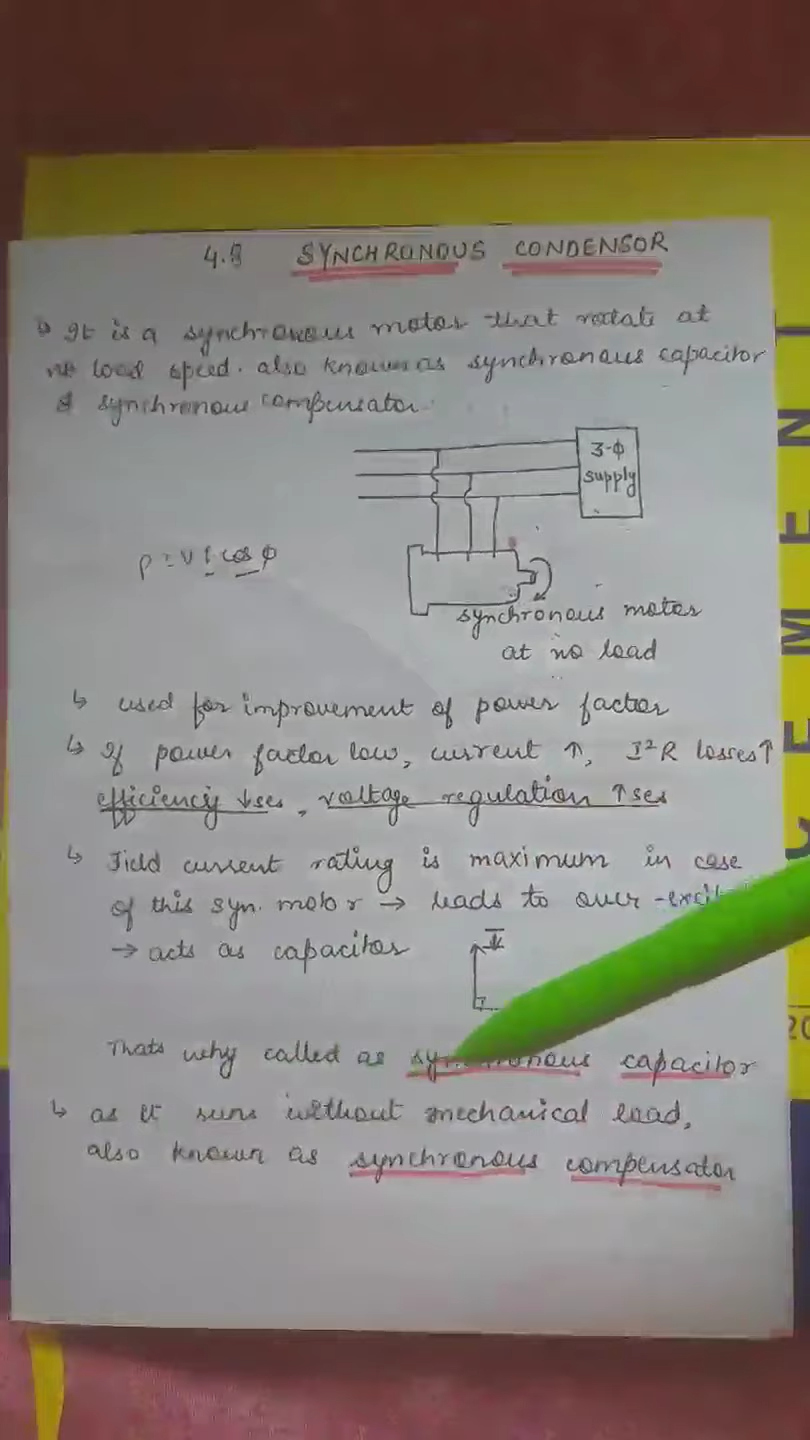 4.9 SYNCHRONOUS CONDENSOR
↳ It is a synchronous motor that rotate at
no load speed. also known as synchronous capacitor
& synchronous compensator.
3-ϕ
supply
P = V I cos ϕ
synchronous motor
at no load
↳ used for improvement of power factor
↳ If power factor low, current ↑, I²R losses ↑
efficiency ↓ses, voltage regulation ↑ses
↳ Field current rating is maximum in case
of this syn. motor → leads to over-
→ acts as capacitor
Thats why called as synchronous capacitor
↳ as it runs without mechanical load,
also known as synchronous compensator
CEMENT
20